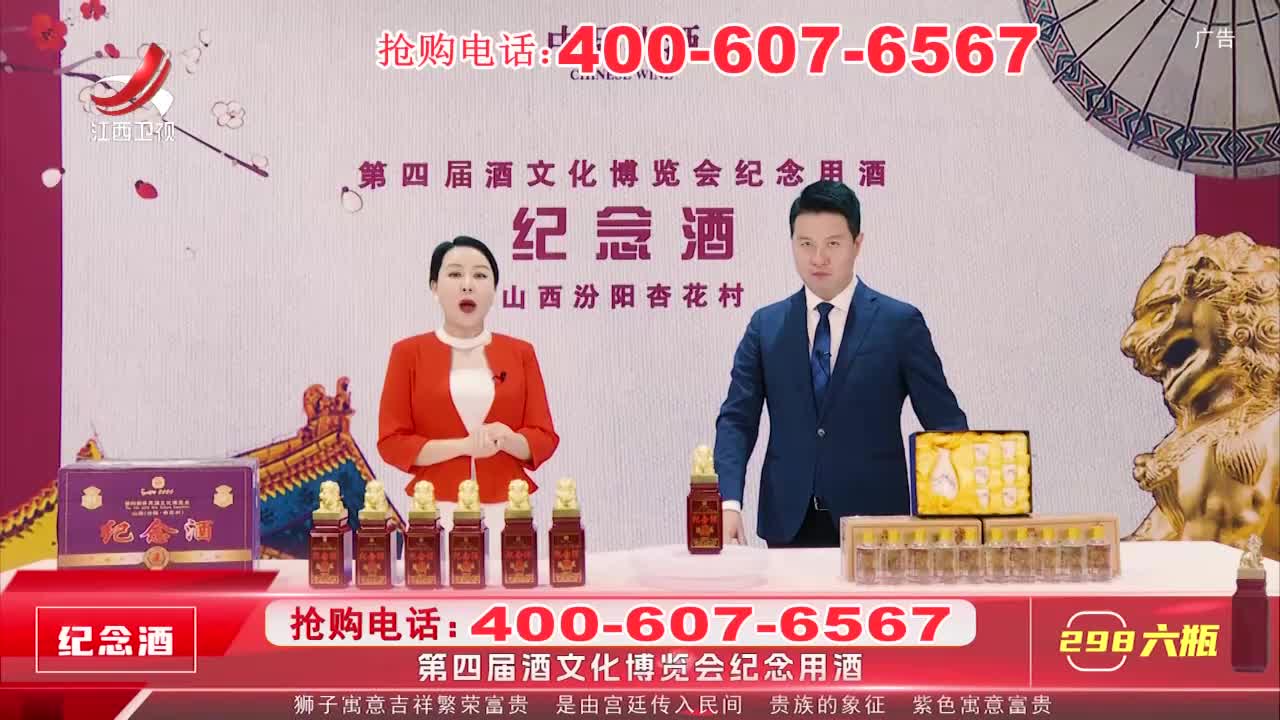 抢购电话:400-607-6567
广告
CHINESE WINE
江西卫视
第四届酒文化博览会纪念用酒
纪念酒
山西汾阳杏花村
纪念酒
抢购电话:400-607-6567
298六瓶
纪念酒
第四届酒文化博览会纪念用酒
狮子寓意吉祥繁荣富贵 是由宫廷传入民间 贵族的象征 紫色寓意富贵